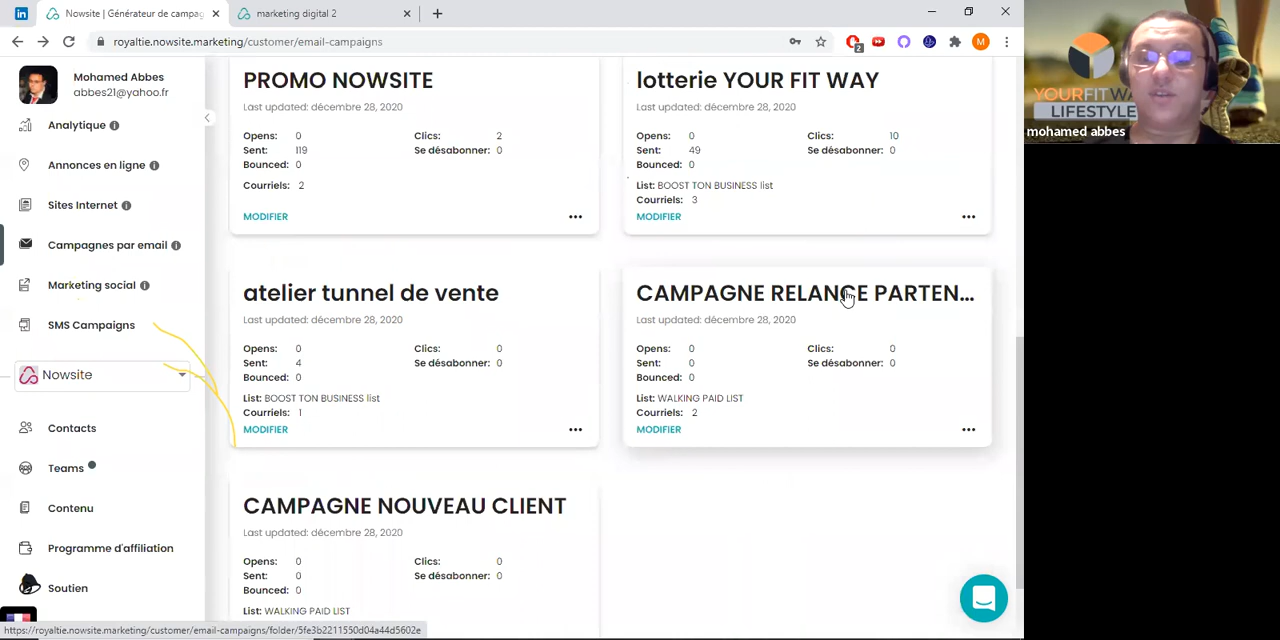 Nowsite | Générateur de campag
marketing digital 2
royaltie.nowsite.marketing/customer/email-campaigns
2
M
Mohamed Abbes
abbes21@yahoo.fr
Analytique
Annonces en ligne
Sites Internet
Campagnes par email
Marketing social
SMS Campaigns
Nowsite
Contacts
Teams
Contenu
Programme d'affiliation
Soutien
PROMO NOWSITE
Last updated: décembre 28, 2020
Opens: 0 Clics: 2
Sent: 119 Se désabonner: 0
Bounced: 0
Courriels: 2
MODIFIER
lotterie YOUR FIT WAY
Last updated: décembre 28, 2020
Opens: 0 Clics: 10
Sent: 49 Se désabonner: 0
Bounced: 0
List: BOOST TON BUSINESS list
Courriels: 3
MODIFIER
atelier tunnel de vente
Last updated: décembre 28, 2020
Opens: 0 Clics: 0
Sent: 4 Se désabonner: 0
Bounced: 0
List: BOOST TON BUSINESS list
Courriels: 1
MODIFIER
CAMPAGNE RELANCE PARTEN...
Last updated: décembre 28, 2020
Opens: 0 Clics: 0
Sent: 0 Se désabonner: 0
Bounced: 0
List: WALKING PAID LIST
Courriels: 2
MODIFIER
CAMPAGNE NOUVEAU CLIENT
Last updated: décembre 28, 2020
Opens: 0 Clics: 0
Sent: 0 Se désabonner: 0
Bounced: 0
List: WALKING PAID LIST
https://royaltie.nowsite.marketing/customer/email-campaigns/folder/5fe3b2211550d04a44d5602e
YOURFITWA
LIFESTYLE
mohamed abbes